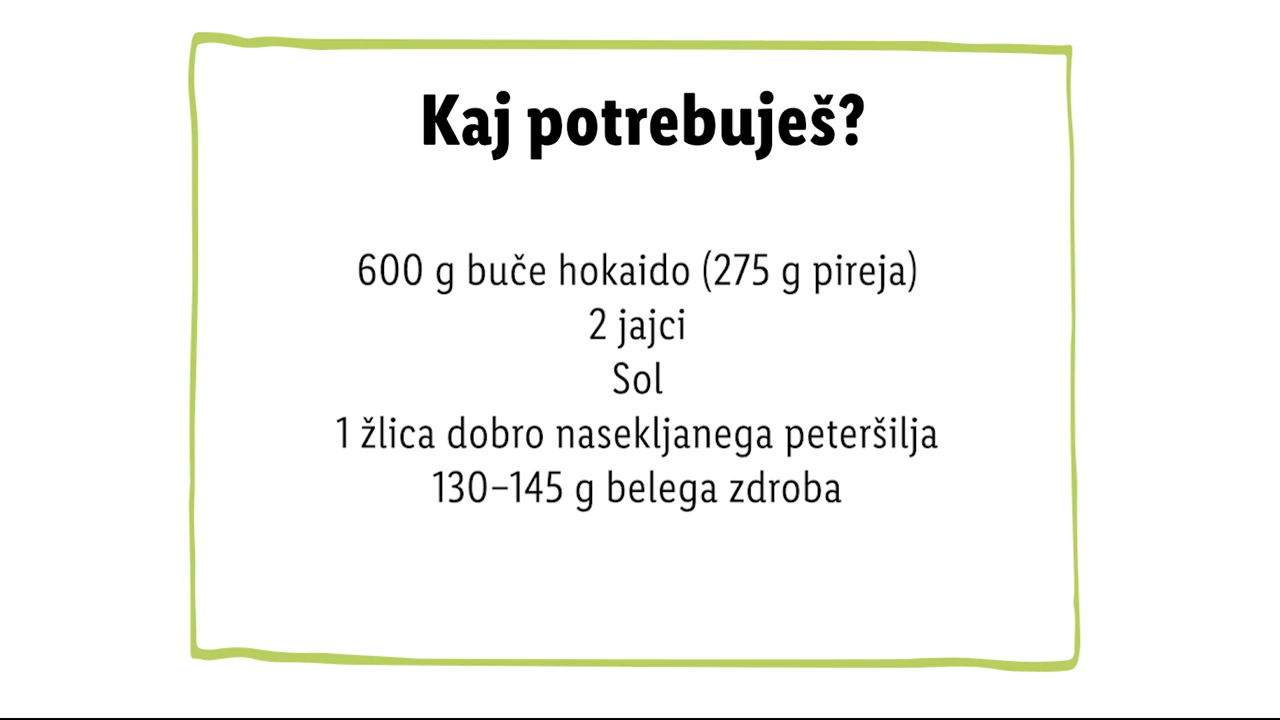 Kaj potrebuješ?
600 g buče hokaido (275 g pireja)
2 jajci
Sol
1 žlica dobro nasekljanega peteršilja
130–145 g belega zdroba